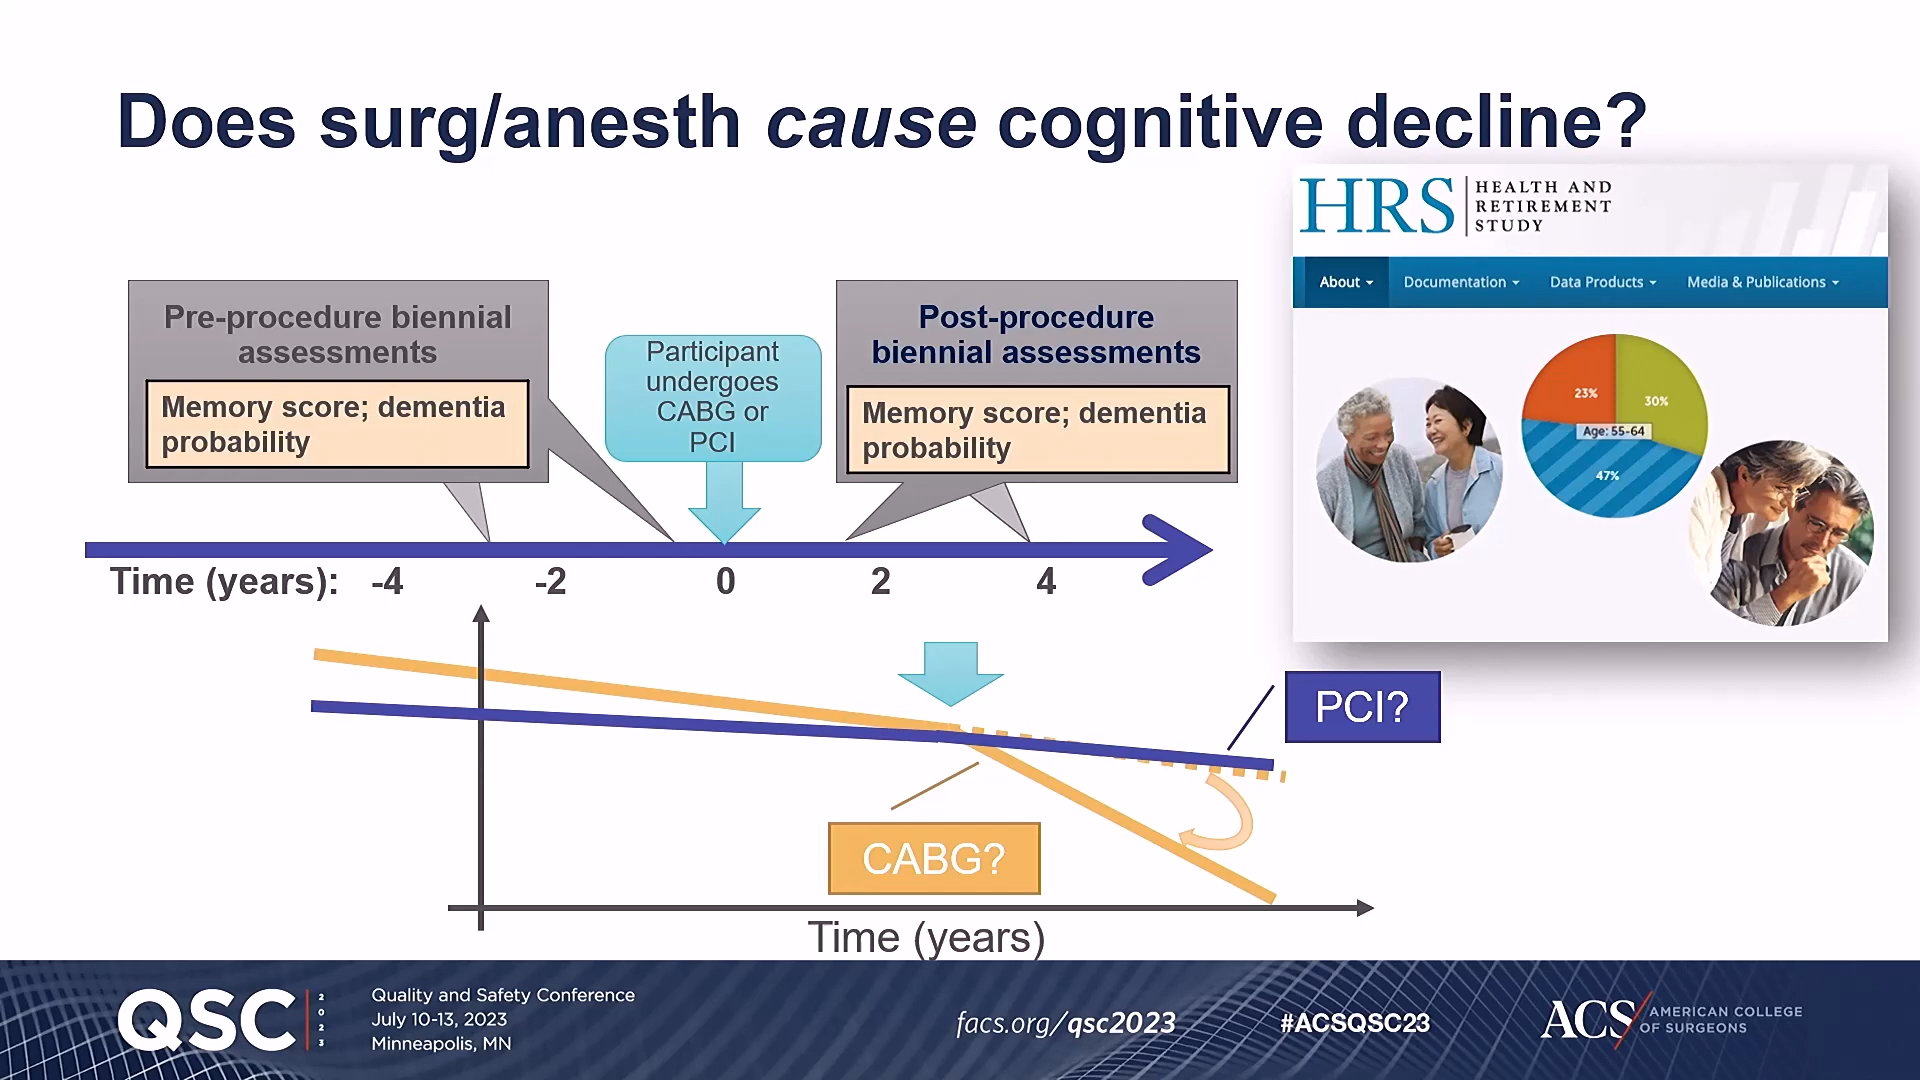 Does surg/anesth cause cognitive decline?
HRS
HEALTH AND
RETIREMENT
STUDY
About
Documentation
Data Products
Media & Publications
23%
30%
Age: 55-64
47%
Pre-procedure biennial
assessments
Memory score; dementia
probability
Participant
undergoes
CABG or
PCI
Post-procedure
biennial assessments
Memory score; dementia
probability
Time (years): -4 -2 0 2 4
PCI?
CABG?
Time (years)
QSC
2023
Quality and Safety Conference
July 10-13, 2023
Minneapolis, MN
facs.org/qsc2023
#ACSQSC23
ACS
AMERICAN COLLEGE
OF SURGEONS